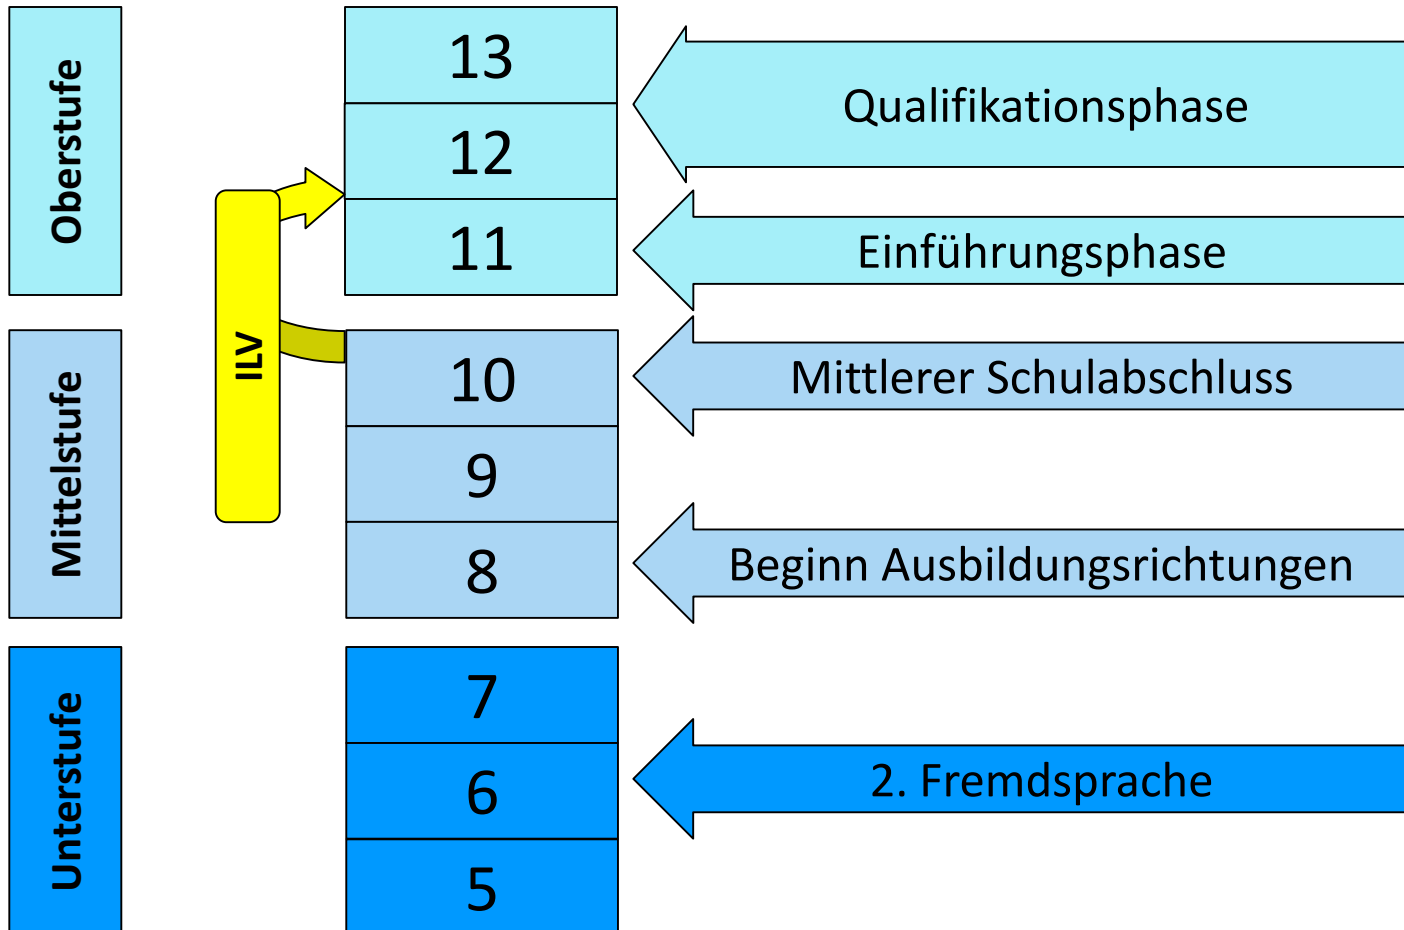 Oberstufe
13
12
11
Qualifikationsphase
Einführungsphase
ILV
Mittelstufe
10
9
8
Mittlerer Schulabschluss
Beginn Ausbildungsrichtungen
Unterstufe
7
6
5
2. Fremdsprache